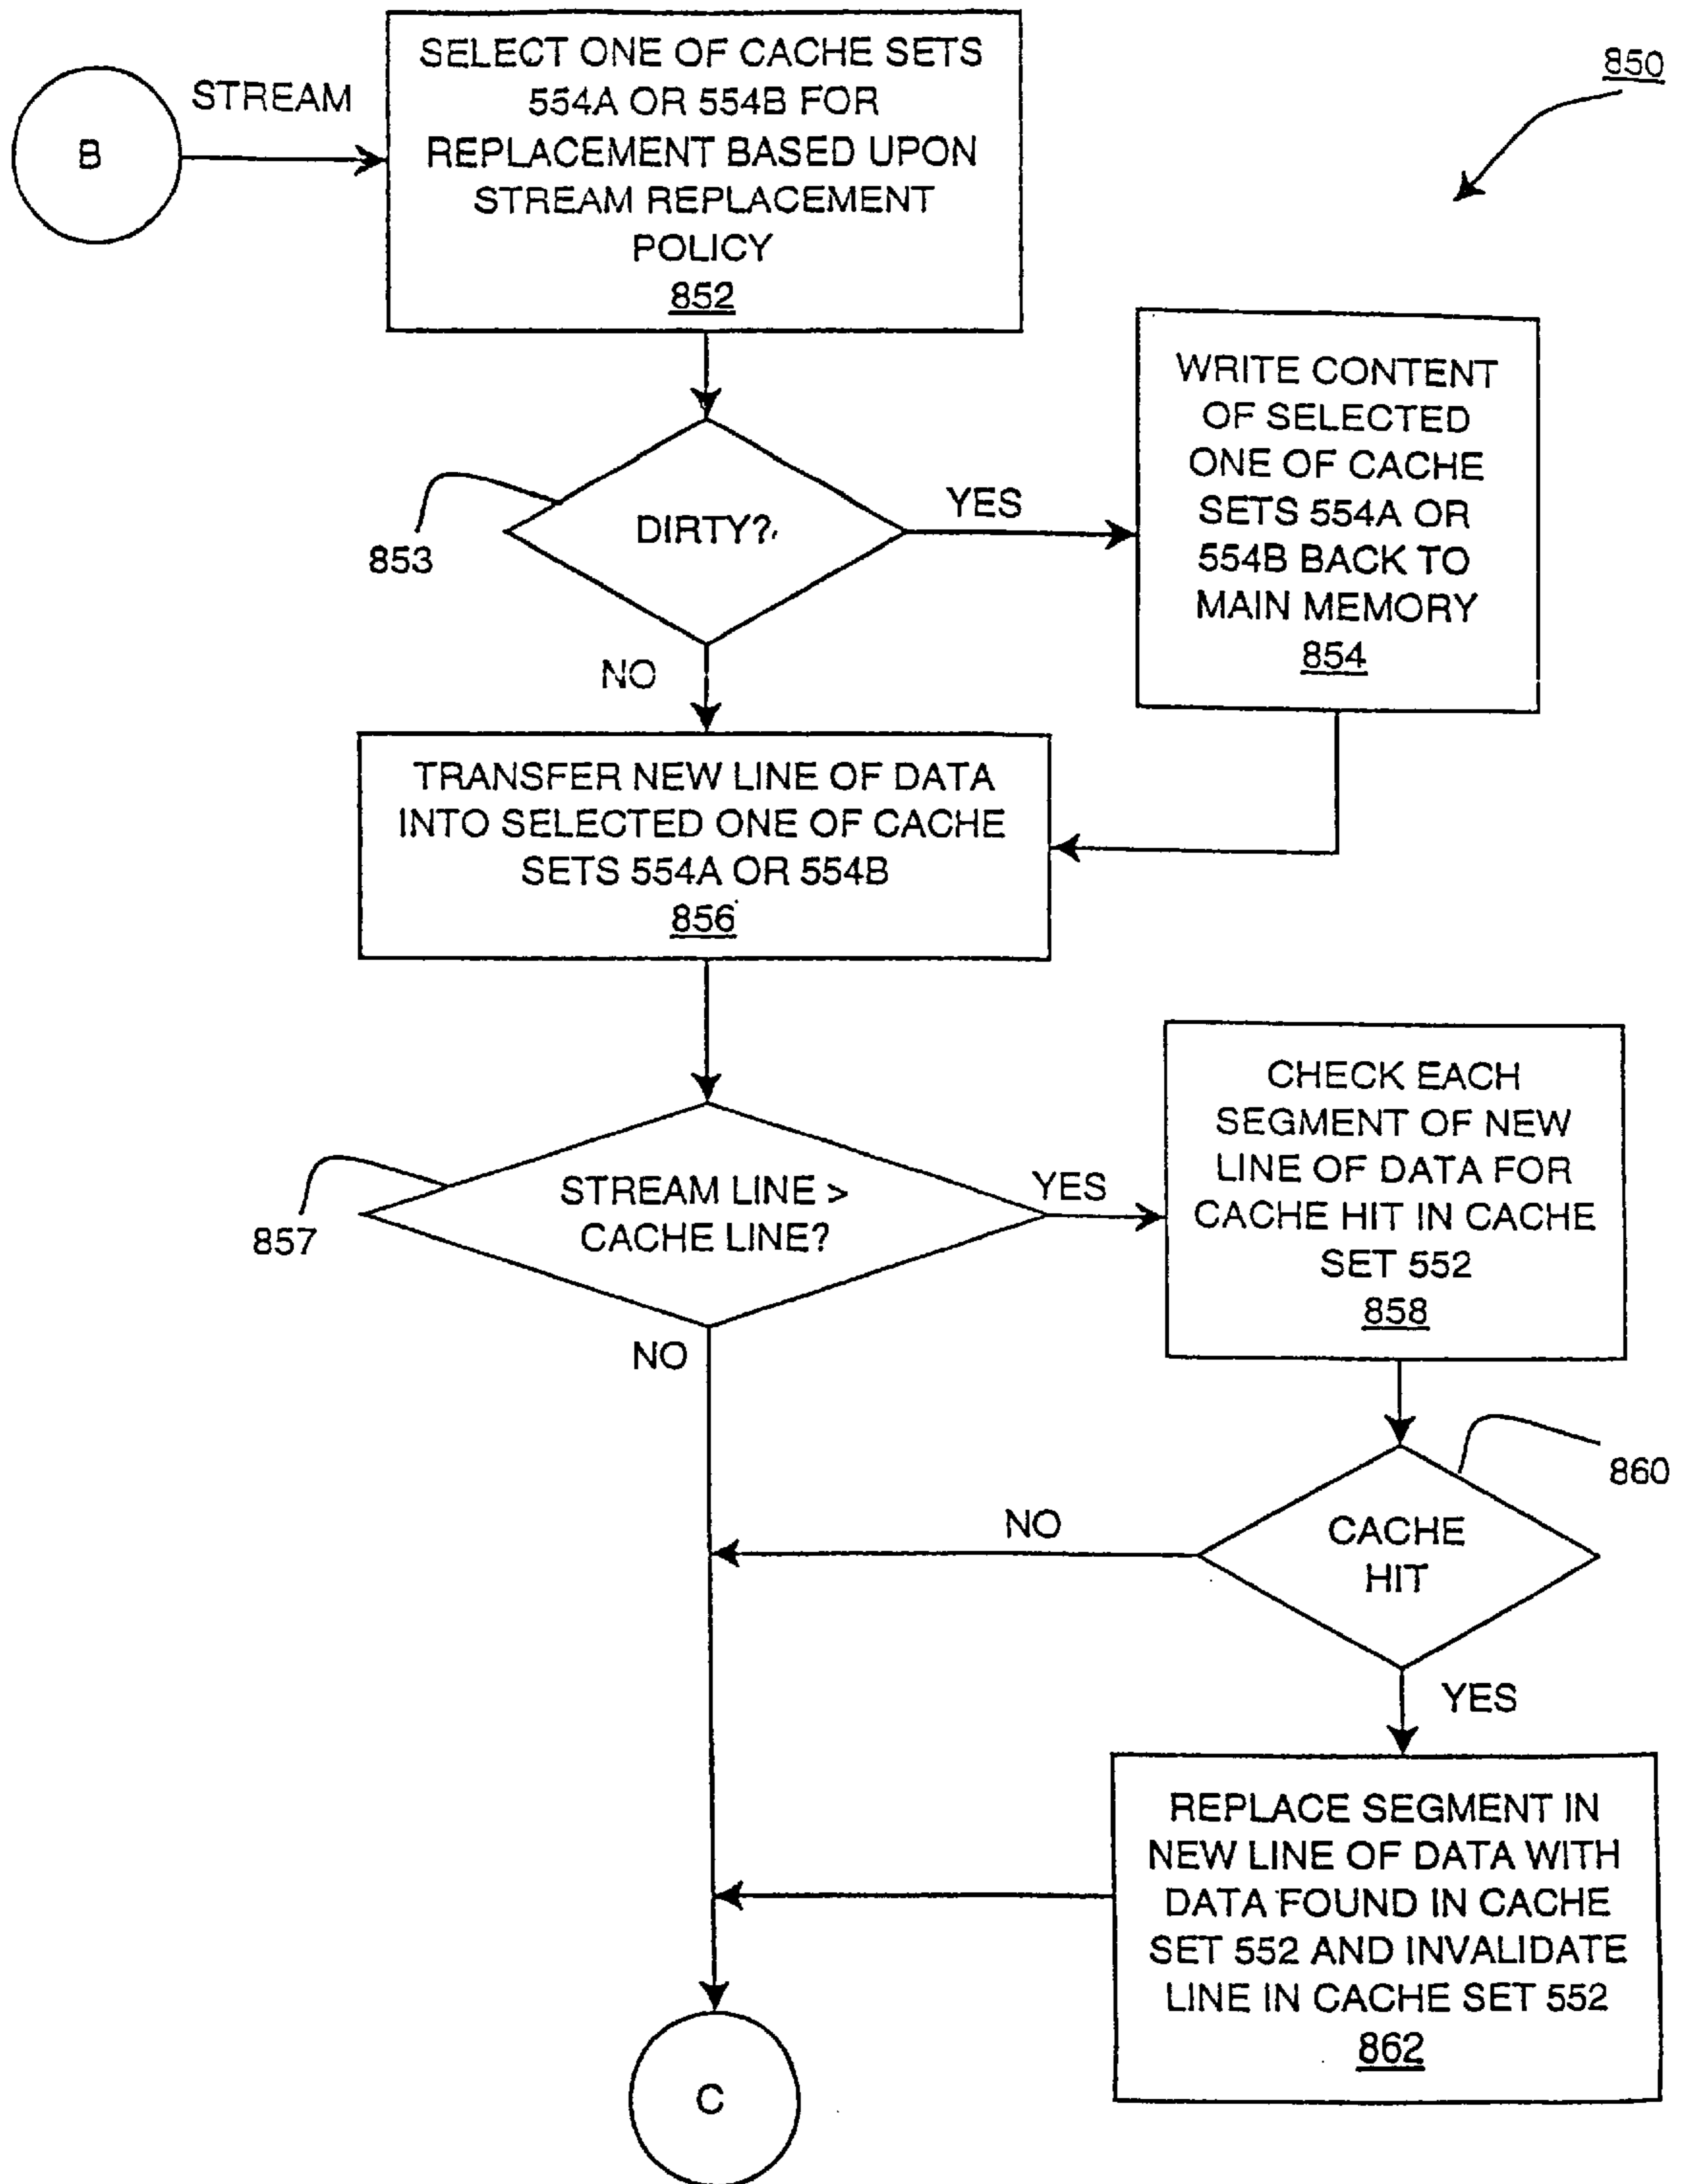 850
B
STREAM
SELECT ONE OF CACHE SETS
554A OR 554B FOR
REPLACEMENT BASED UPON
STREAM REPLACEMENT
POLICY
852
853
DIRTY?
YES
WRITE CONTENT
OF SELECTED
ONE OF CACHE
SETS 554A OR
554B BACK TO
MAIN MEMORY
854
NO
TRANSFER NEW LINE OF DATA
INTO SELECTED ONE OF CACHE
SETS 554A OR 554B
856
857
STREAM LINE >
CACHE LINE?
YES
CHECK EACH
SEGMENT OF NEW
LINE OF DATA FOR
CACHE HIT IN CACHE
SET 552
858
NO
860
CACHE
HIT
NO
YES
REPLACE SEGMENT IN
NEW LINE OF DATA WITH
DATA FOUND IN CACHE
SET 552 AND INVALIDATE
LINE IN CACHE SET 552
862
C